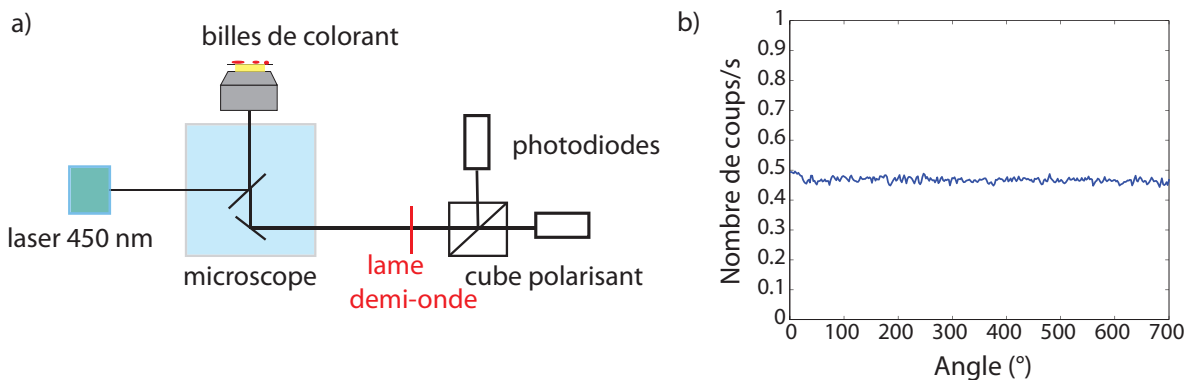 a)
billes de colorant
photodiodes
laser 450 nm
microscope
lame
demi-onde
cube polarisant
b)
Nombre de coups/s
1
0.9
0.8
0.7
0.6
0.5
0.4
0.3
0.2
0.1
0
0 100 200 300 400 500 600 700
Angle (°)